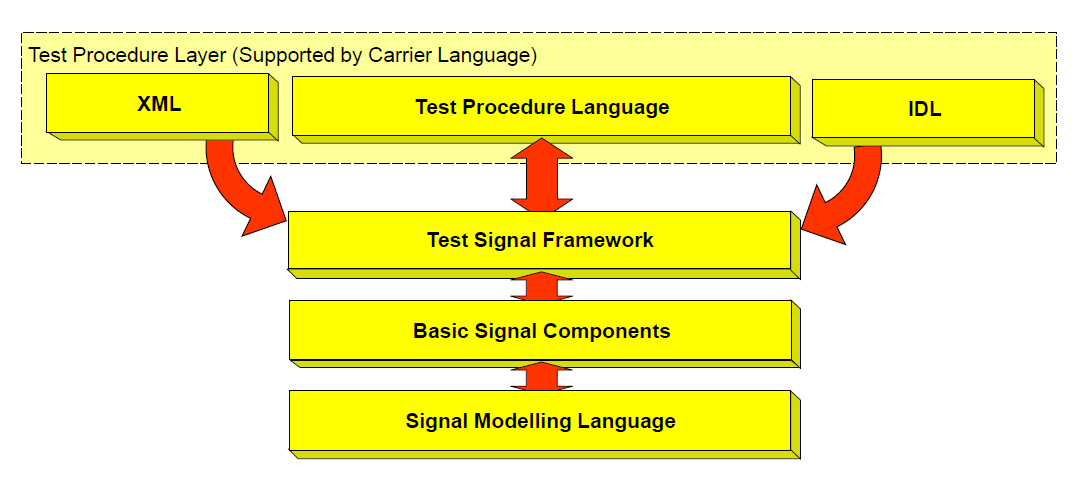 Test Procedure Layer (Supported by Carrier Language)
XML
Test Procedure Language
IDL
Test Signal Framework
Basic Signal Components
Signal Modelling Language